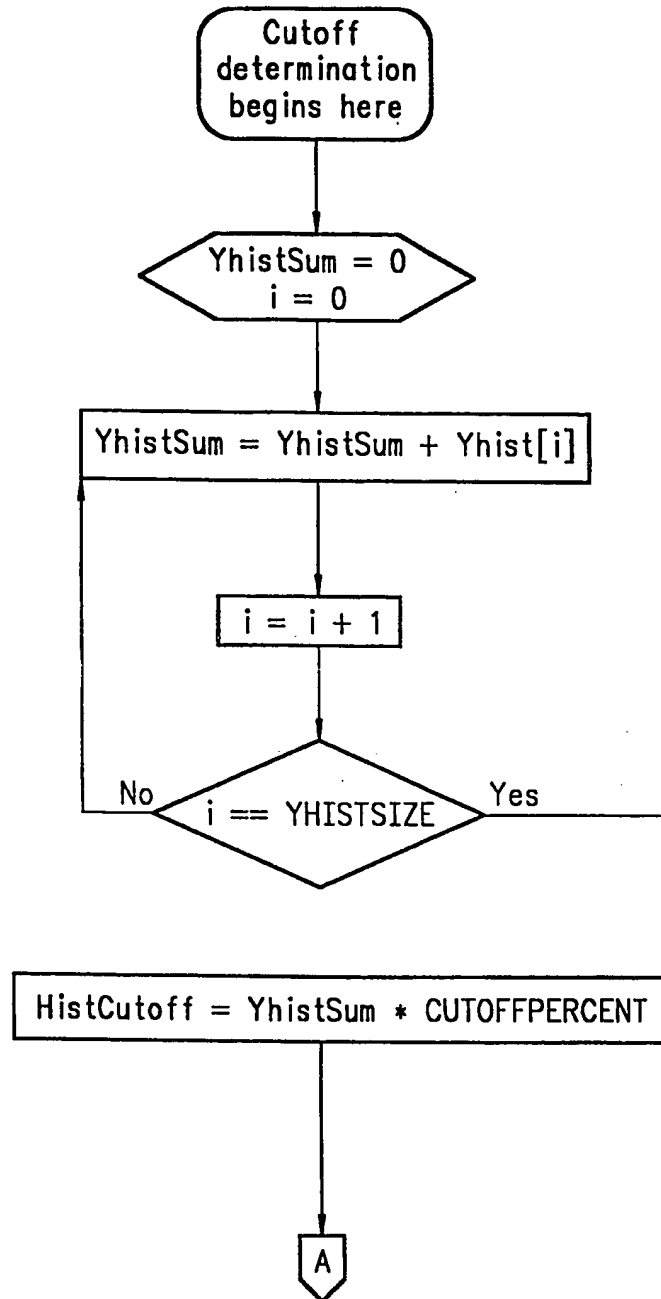 Cutoff
determination
begins here
YhistSum = 0
i = 0
YhistSum = YhistSum + Yhist[i]
i = i + 1
No
i == YHISTSIZE
Yes
HistCutoff = YhistSum * CUTOFFPERCENT
A